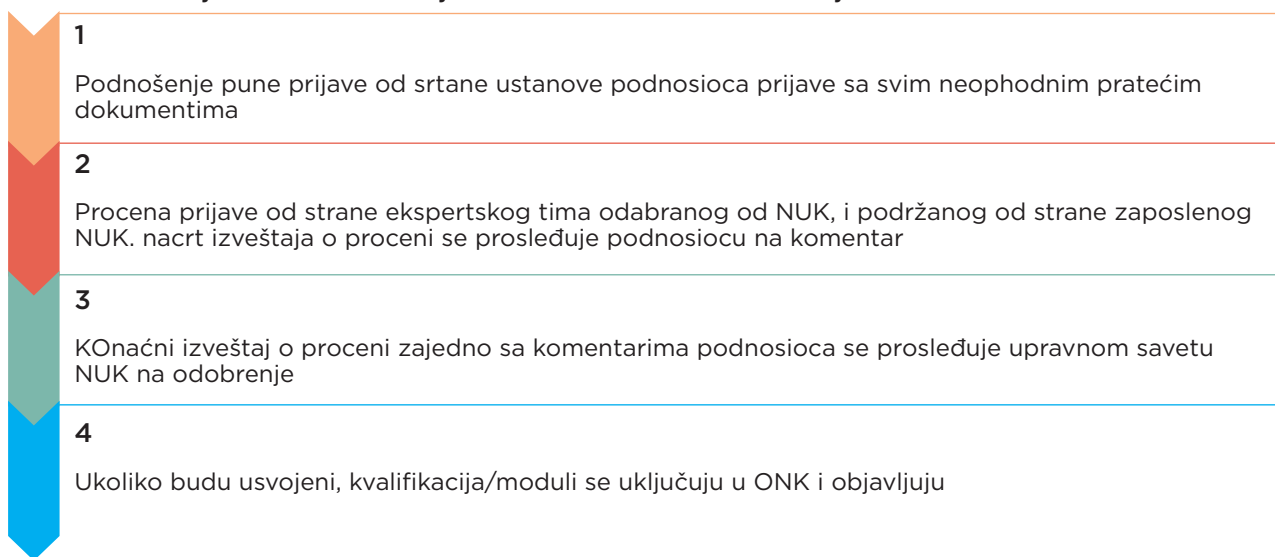 1
Podnošenje pune prijave od srtane ustanove podnosioca prijave sa svim neophodnim pratećim
dokumentima
2
Procena prijave od strane ekspertskog tima odabranog od NUK, i podržanog od strane zaposlenog
NUK. nacrt izveštaja o proceni se prosleđuje podnosiocu na komentar
3
KOnaćni izveštaj o proceni zajedno sa komentarima podnosioca se prosleđuje upravnom savetu
NUK na odobrenje
4
Ukoliko budu usvojeni, kvalifikacija/moduli se uključuju u ONK i objavljuju